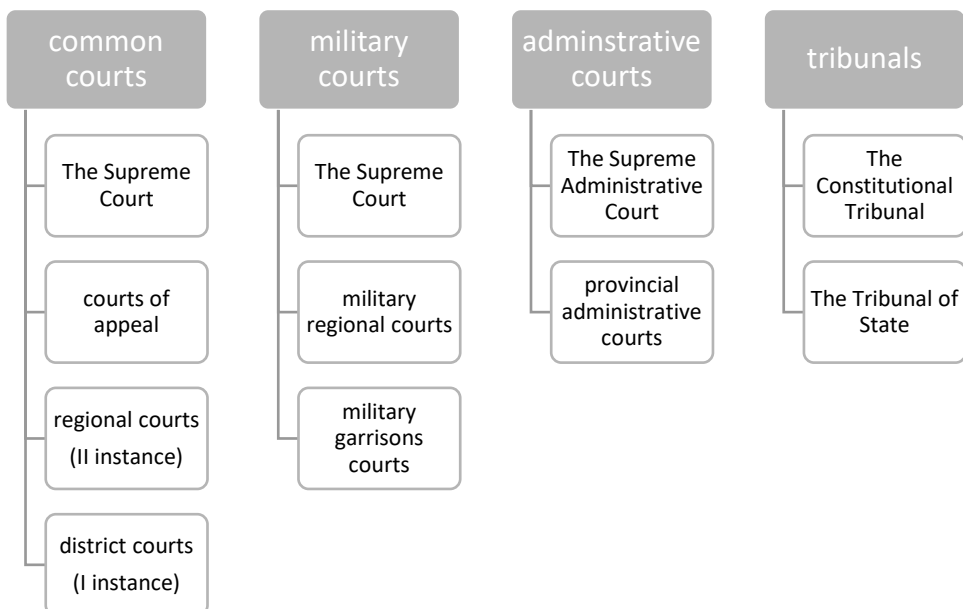 common
courts
The Supreme
Court
courts of
appeal
regional courts
(II instance)
district courts
(I instance)
military
courts
The Supreme
Court
military
regional courts
military
garrisons
courts
adminstrative
courts
The Supreme
Administrative
Court
provincial
administrative
courts
tribunals
The
Constitutional
Tribunal
The Tribunal of
State